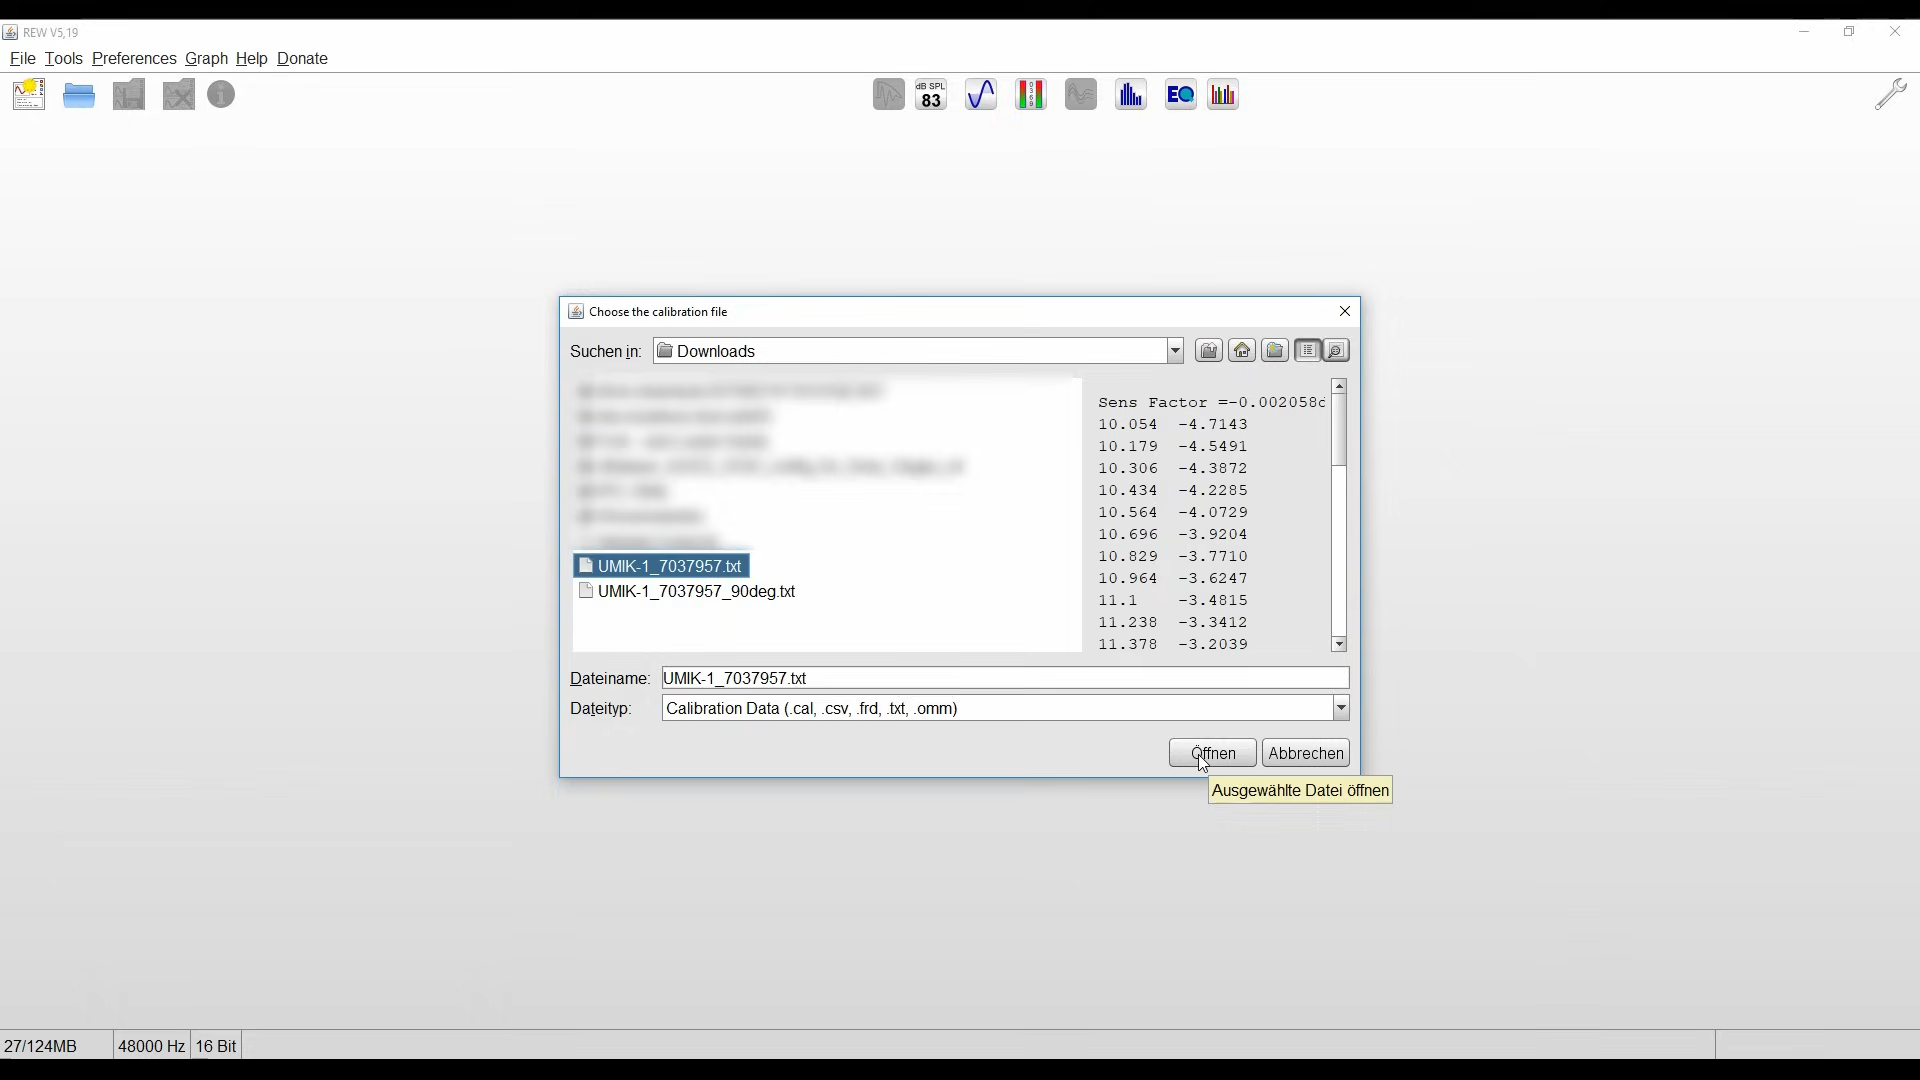 REW V5,19
File Tools Preferences Graph Help Donate
dB SPL
83
0369
EQ
Choose the calibration file
Suchen in: Downloads
UMIK-1_7037957.txt
UMIK-1_7037957_90deg.txt
Sens Factor =-0.002058d
10.054 -4.7143
10.179 -4.5491
10.306 -4.3872
10.434 -4.2285
10.564 -4.0729
10.696 -3.9204
10.829 -3.7710
10.964 -3.6247
11.1 -3.4815
11.238 -3.3412
11.378 -3.2039
Dateiname: UMIK-1_7037957.txt
Dateityp: Calibration Data (.cal, .csv, .frd, .txt, .omm)
Öffnen Abbrechen
Ausgewählte Datei öffnen
27/124MB 48000 Hz 16 Bit